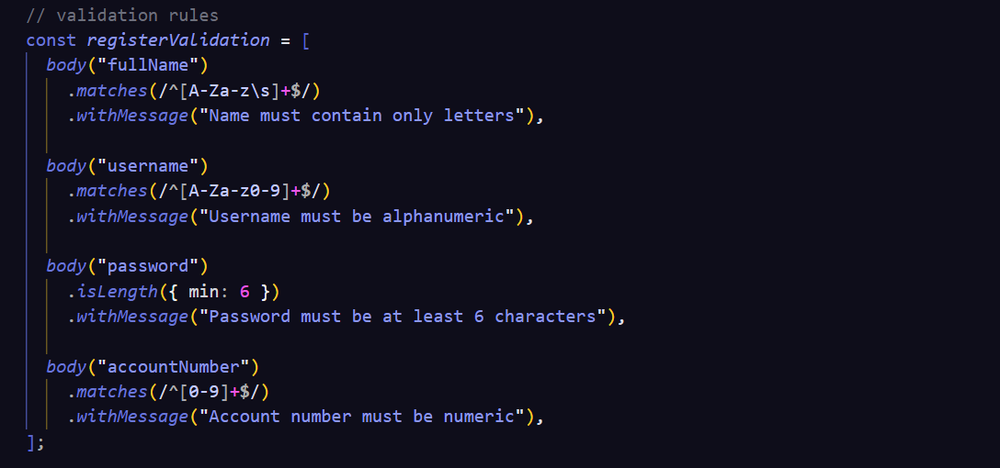 // validation rules
const registerValidation = [
body("fullName")
.matches(/^[A-Za-z\s]+$/)
.withMessage("Name must contain only letters"),
body("username")
.matches(/^[A-Za-z0-9]+$/)
.withMessage("Username must be alphanumeric"),
body("password")
.isLength({ min: 6 })
.withMessage("Password must be at least 6 characters"),
body("accountNumber")
.matches(/^[0-9]+$/)
.withMessage("Account number must be numeric"),
];